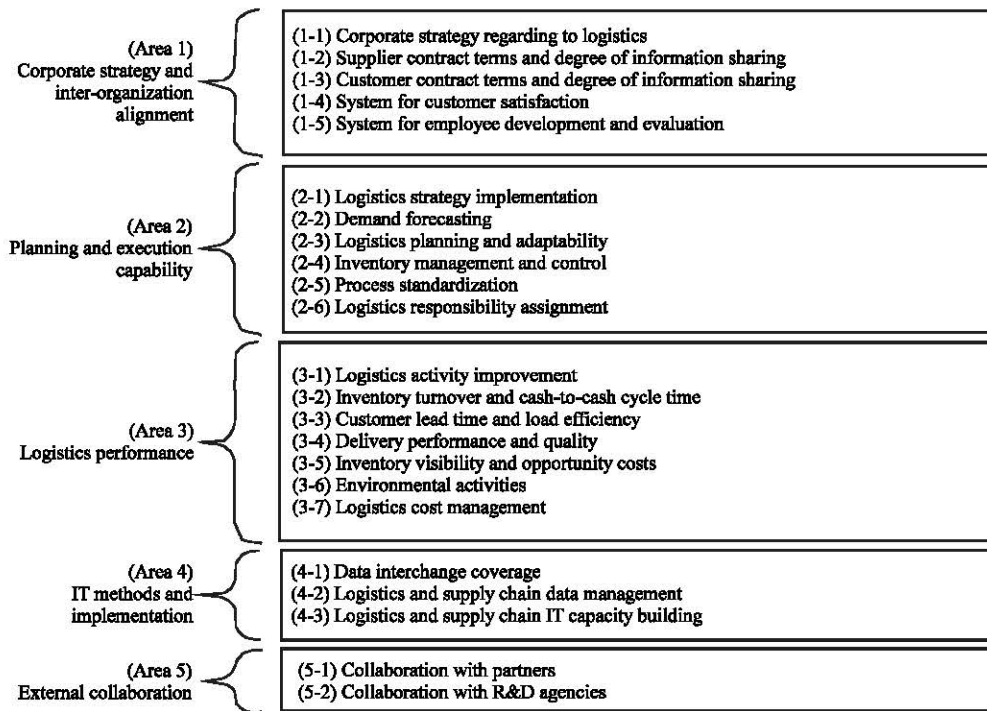 (Area 1)
Corporate strategy and
inter-organization
alignment
(1-1) Corporate strategy regarding to logistics
(1-2) Supplier contract terms and degree of information sharing
(1-3) Customer contract terms and degree of information sharing
(1-4) System for customer satisfaction
(1-5) System for employee development and evaluation
(Area 2)
Planning and execution
capability
(2-1) Logistics strategy implementation
(2-2) Demand forecasting
(2-3) Logistics planning and adaptability
(2-4) Inventory management and control
(2-5) Process standardization
(2-6) Logistics responsibility assignment
(Area 3)
Logistics performance
(3-1) Logistics activity improvement
(3-2) Inventory turnover and cash-to-cash cycle time
(3-3) Customer lead time and load efficiency
(3-4) Delivery performance and quality
(3-5) Inventory visibility and opportunity costs
(3-6) Environmental activities
(3-7) Logistics cost management
(Area 4)
IT methods and
implementation
(4-1) Data interchange coverage
(4-2) Logistics and supply chain data management
(4-3) Logistics and supply chain IT capacity building
(Area 5)
External collaboration
(5-1) Collaboration with partners
(5-2) Collaboration with R&D agencies